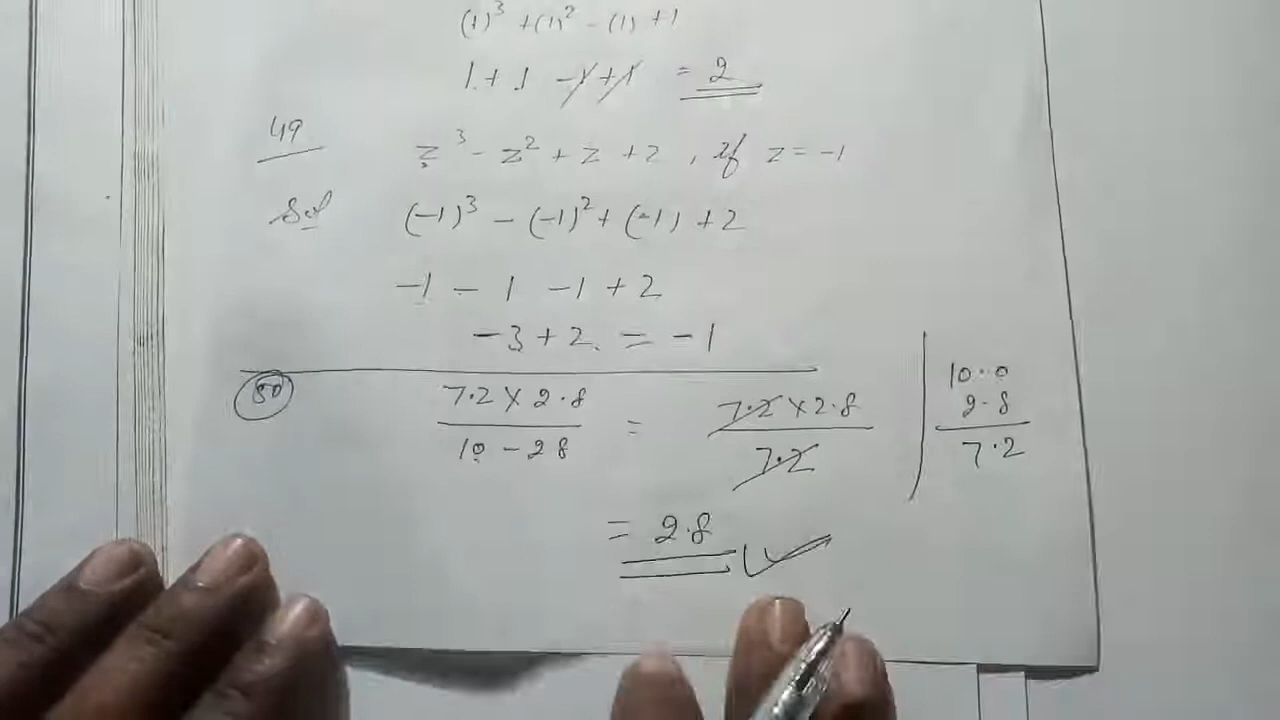 (1)³ + (1)² - (1) + 1
1 + 1 - 1 + 1 = 2
49
z³ - z² + z + 2 , if z = -1
Sol
(-1)³ - (-1)² + (-1) + 2
-1 - 1 -1 + 2
-3 + 2 = -1
50
7.2 x 2.8 / 10 - 28 = 7.2 x 2.8 / 7.2
= 2.8
10.0
2.8
7.2